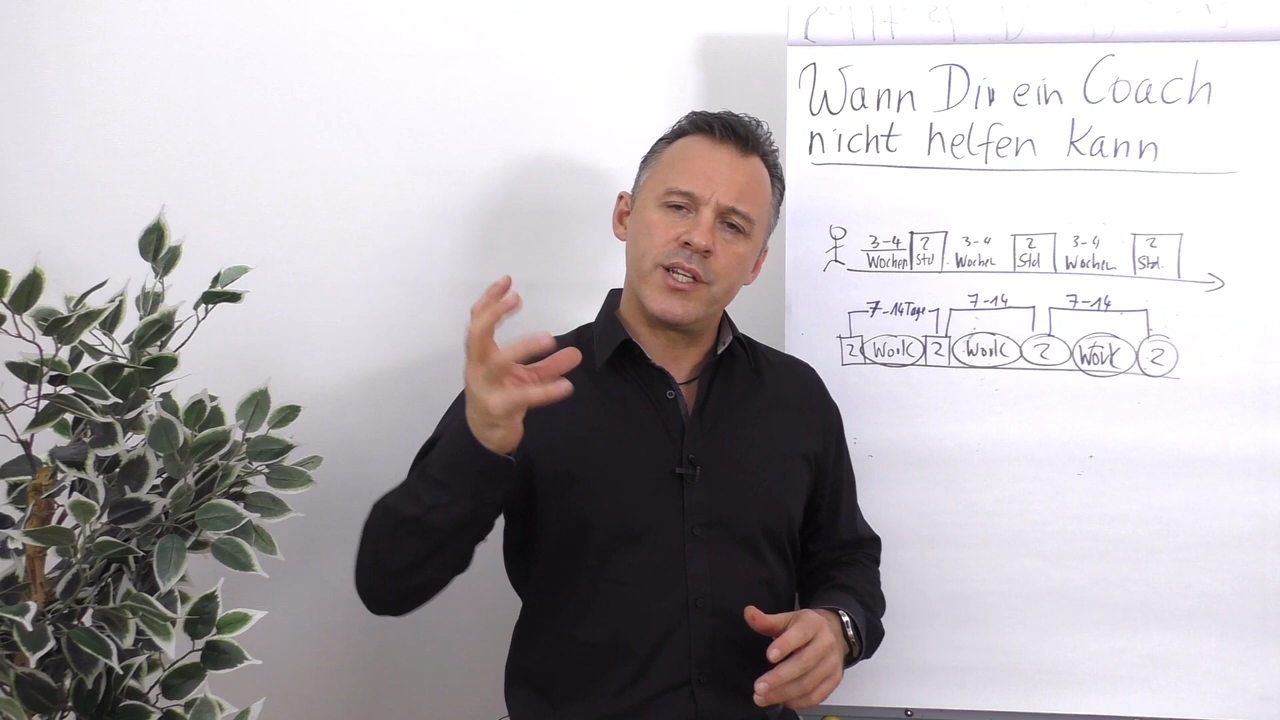 Wann Dir ein Coach
nicht helfen kann
3-4 2 3-4 2 3-4 2
Wochen Std Wochen Std Wochen Std.
7-14 Tage 7-14 7-14
2 Work 2 Work 2 Work 2